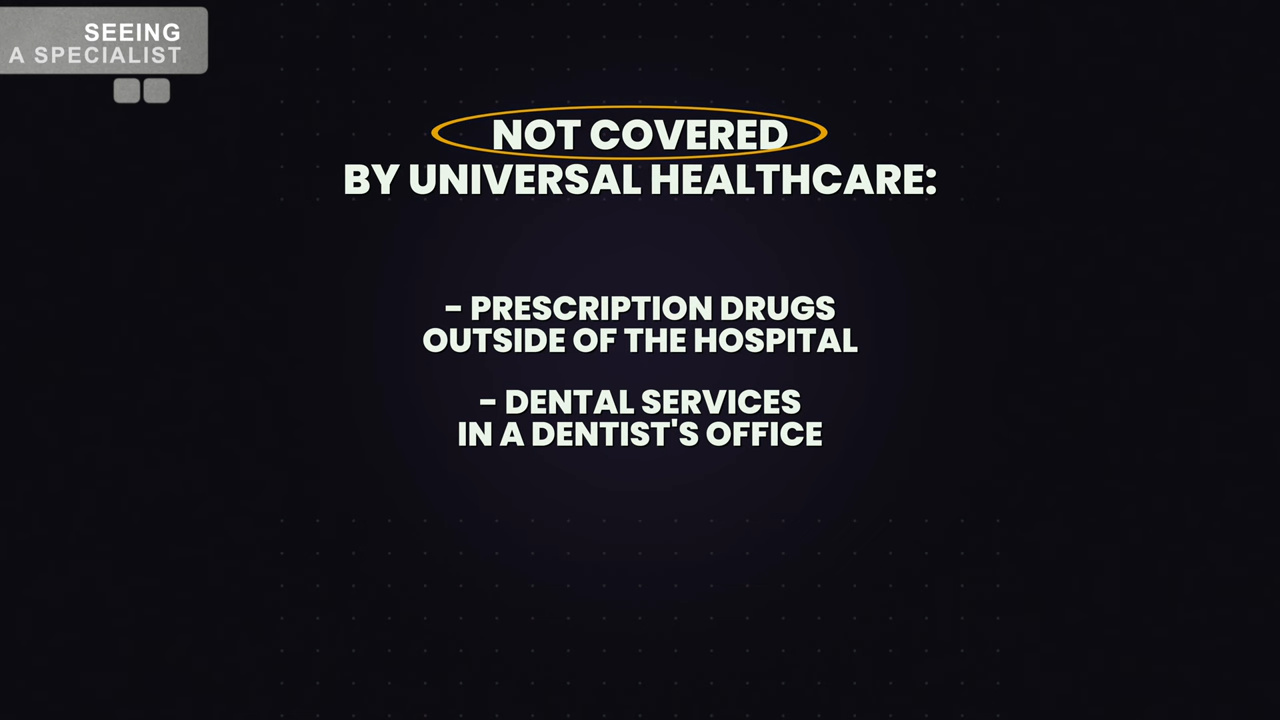 SEEING
A SPECIALIST
NOT COVERED
BY UNIVERSAL HEALTHCARE:
– PRESCRIPTION DRUGS
OUTSIDE OF THE HOSPITAL
– DENTAL SERVICES
IN A DENTIST'S OFFICE